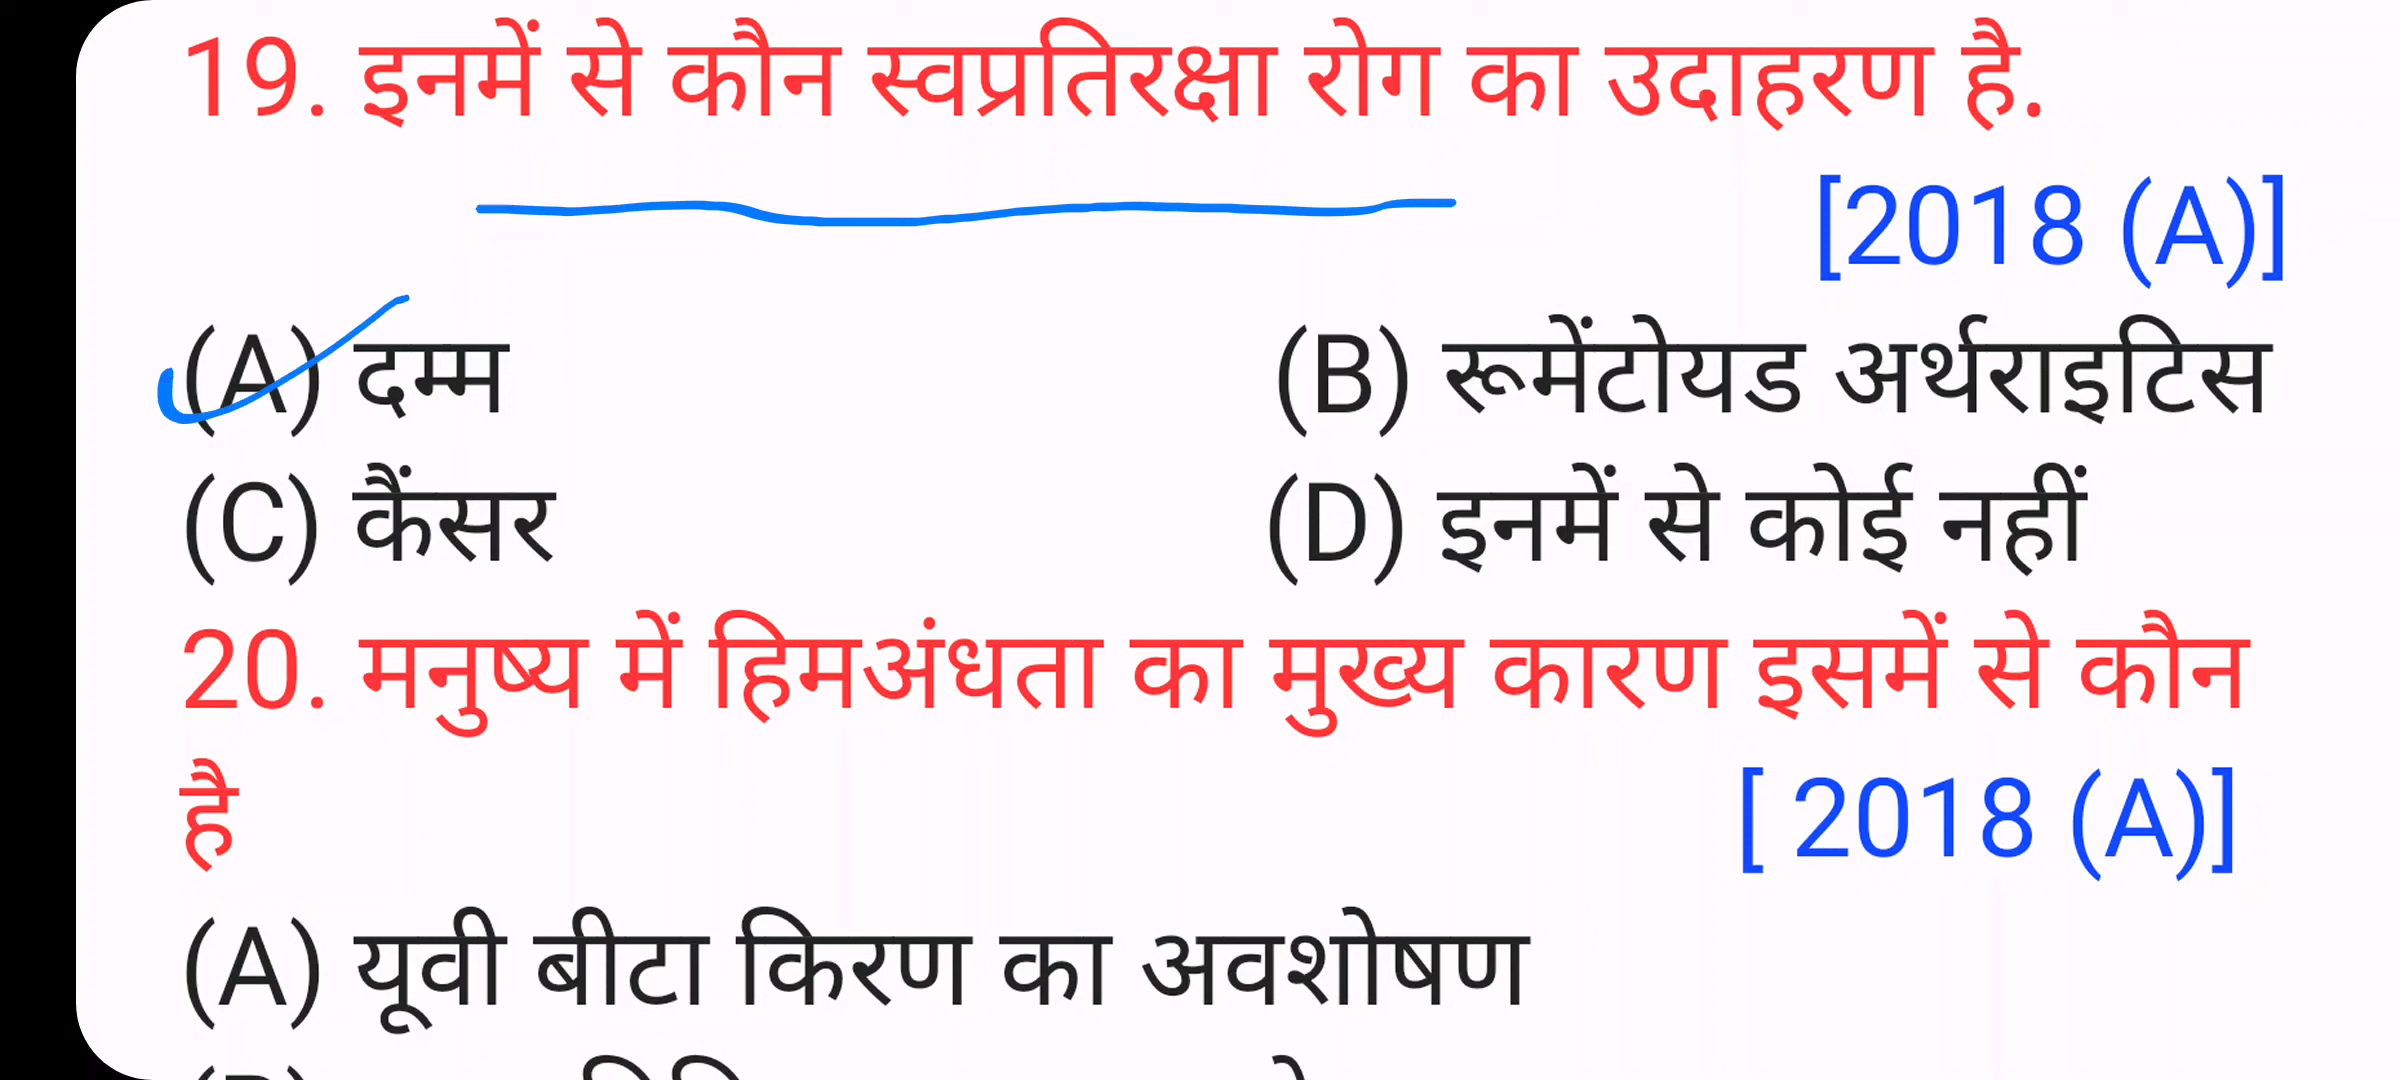 19. इनमें से कौन स्वप्रतिरक्षा रोग का उदाहरण है.
[2018 (A)]
(A) दम्म (B) रूमेंटोयड अर्थराइटिस
(C) कैंसर (D) इनमें से कोई नहीं
20. मनुष्य में हिमअंधता का मुख्य कारण इसमें से कौन
है [ 2018 (A)]
(A) यूवी बीटा किरण का अवशोषण